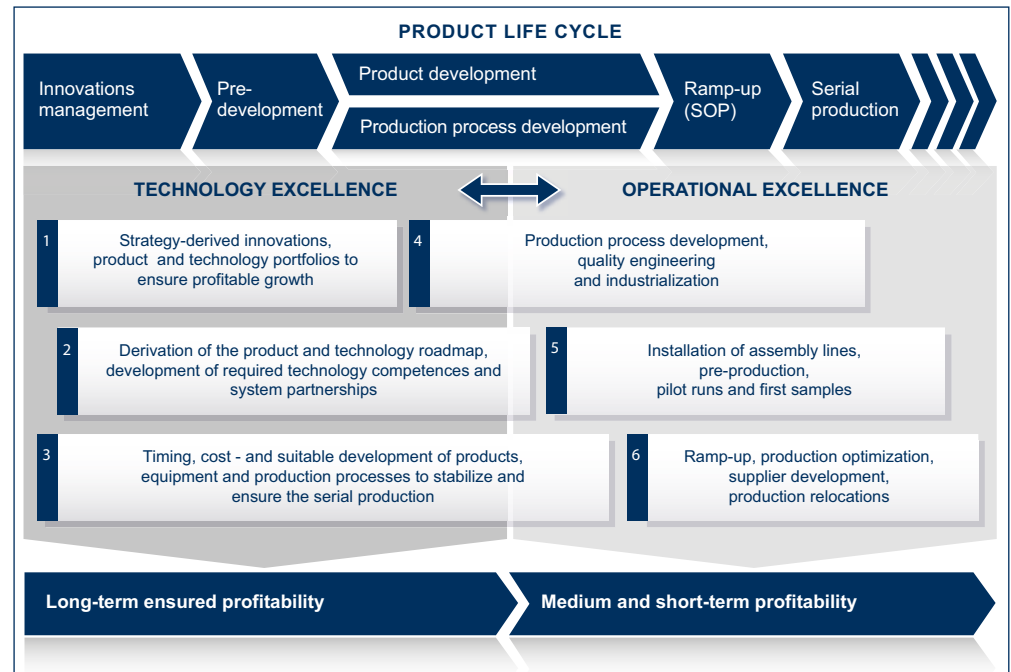 PRODUCT LIFE CYCLE
Innovations
management
Pre-
development
Product development
Production process development
Ramp-up
(SOP)
Serial
production
TECHNOLOGY EXCELLENCE
OPERATIONAL EXCELLENCE
1
Strategy-derived innovations,
product and technology portfolios to
ensure profitable growth
4
Production process development,
quality engineering
and industrialization
2
Derivation of the product and technology roadmap,
development of required technology competences and
system partnerships
5
Installation of assembly lines,
pre-production,
pilot runs and first samples
3
Timing, cost - and suitable development of products,
equipment and production processes to stabilize and
ensure the serial production
6
Ramp-up, production optimization,
supplier development,
production relocations
Long-term ensured profitability
Medium and short-term profitability